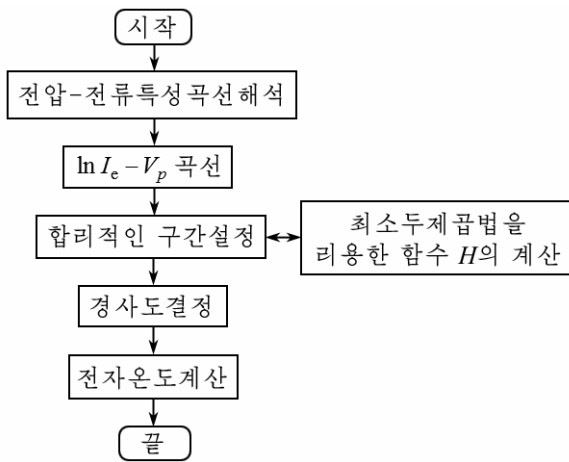 시작
전압-전류특성곡선해석
ln Iₑ – Vₚ 곡선
합리적인 구간설정
최소두제곱법을
리용한 함수 H의 계산
경사도결정
전자온도계산
끝